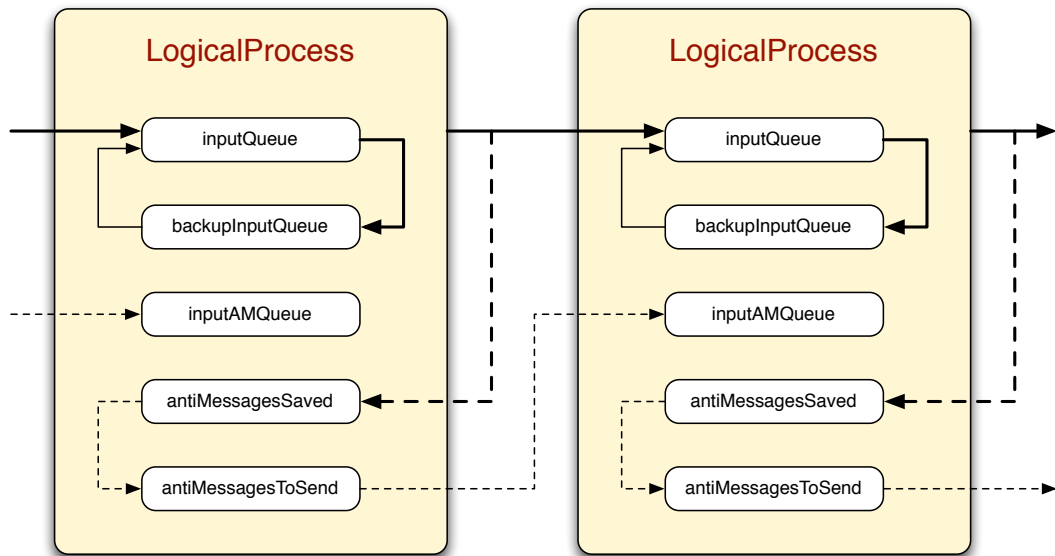 LogicalProcess
inputQueue
backupInputQueue
inputAMQueue
antiMessagesSaved
antiMessagesToSend
LogicalProcess
inputQueue
backupInputQueue
inputAMQueue
antiMessagesSaved
antiMessagesToSend